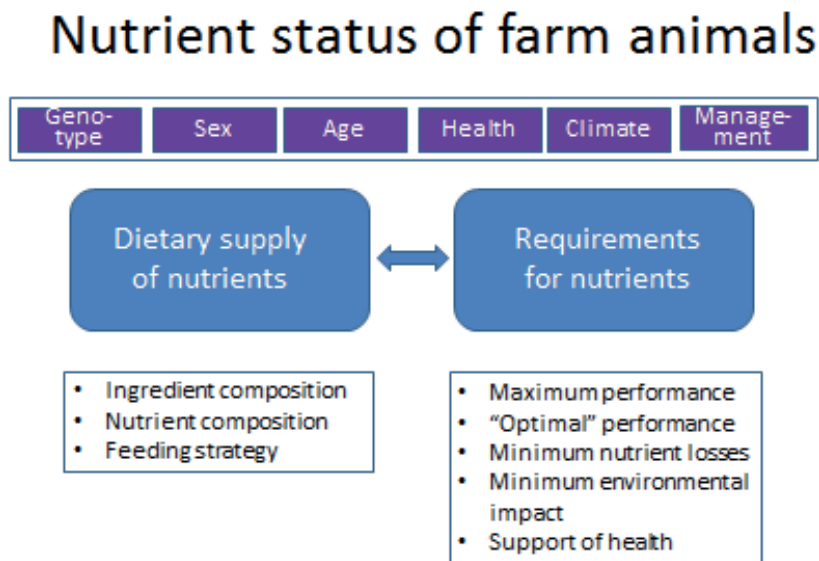 Nutrient status of farm animals
Geno-
type
Sex
Age
Health
Climate
Manage-
ment
Dietary supply
of nutrients
Requirements
for nutrients
• Ingredient composition
• Nutrient composition
• Feeding strategy
• Maximum performance
• “Optimal” performance
• Minimum nutrient losses
• Minimum environmental
impact
• Support of health